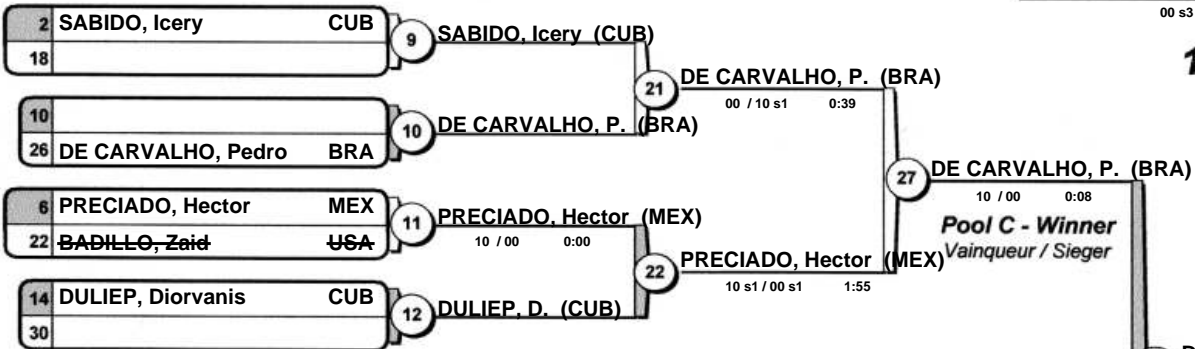 00 s3
2 SABIDO, Icery CUB
18
9 SABIDO, Icery (CUB)
10
26 DE CARVALHO, Pedro BRA
10 DE CARVALHO, P. (BRA)
21 DE CARVALHO, P. (BRA)
00 / 10 s1 0:39
6 PRECIADO, Hector MEX
22 BADILLO, Zaid USA
11 PRECIADO, Hector (MEX)
10 / 00 0:00
14 DULIEP, Diorvanis CUB
30
12 DULIEP, D. (CUB)
22 PRECIADO, Hector (MEX)
10 s1 / 00 s1 1:55
27 DE CARVALHO, P. (BRA)
10 / 00 0:08
Pool C - Winner
Vainqueur / Sieger